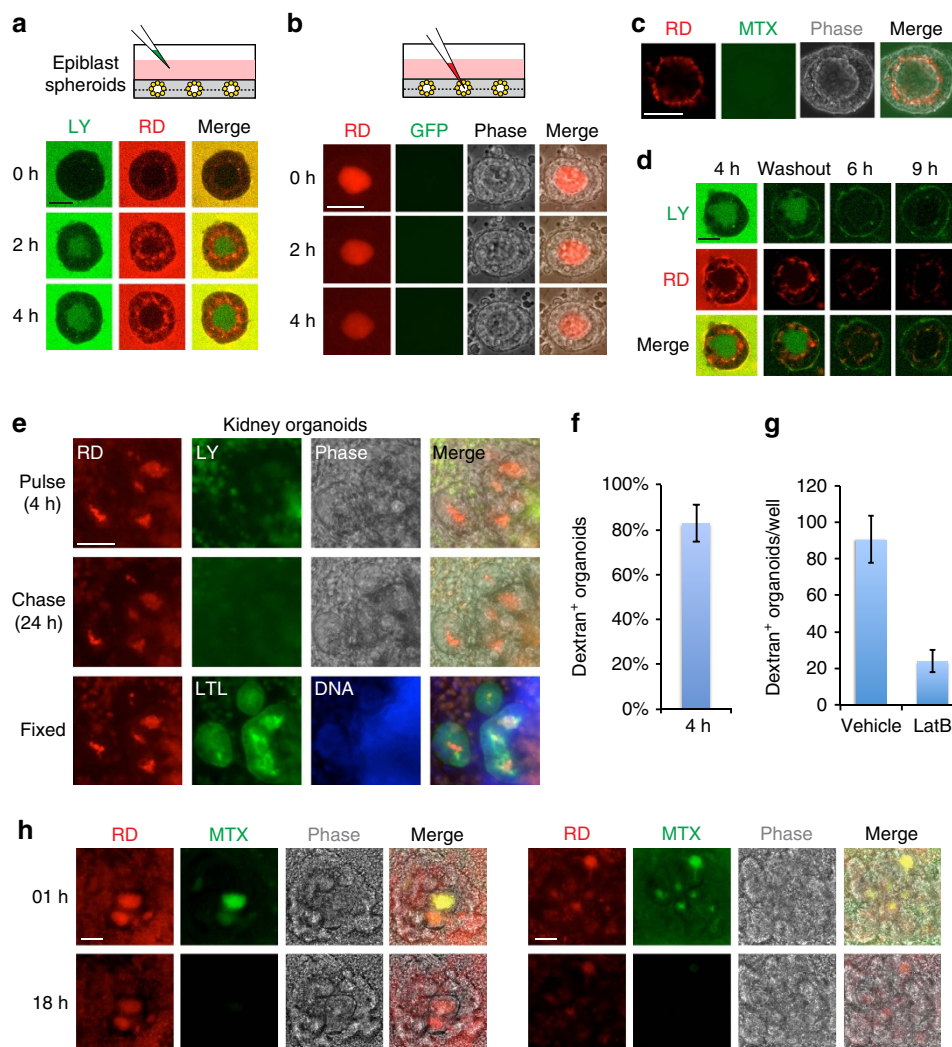 a
Epiblast
spheroids
LY RD Merge
0 h
2 h
4 h
b
RD GFP Phase Merge
0 h
2 h
4 h
c
RD MTX Phase Merge
d
4 h Washout 6 h 9 h
LY
RD
Merge
e
Kidney organoids
RD LY Phase Merge
Pulse
(4 h)
Chase
(24 h)
LTL DNA
Fixed
f
Dextran⁺ organoids
100%
80%
60%
40%
20%
0%
4 h
g
Dextran⁺ organoids/well
120
100
80
60
40
20
0
Vehicle LatB
h
RD MTX Phase Merge RD MTX Phase Merge
01 h
18 h